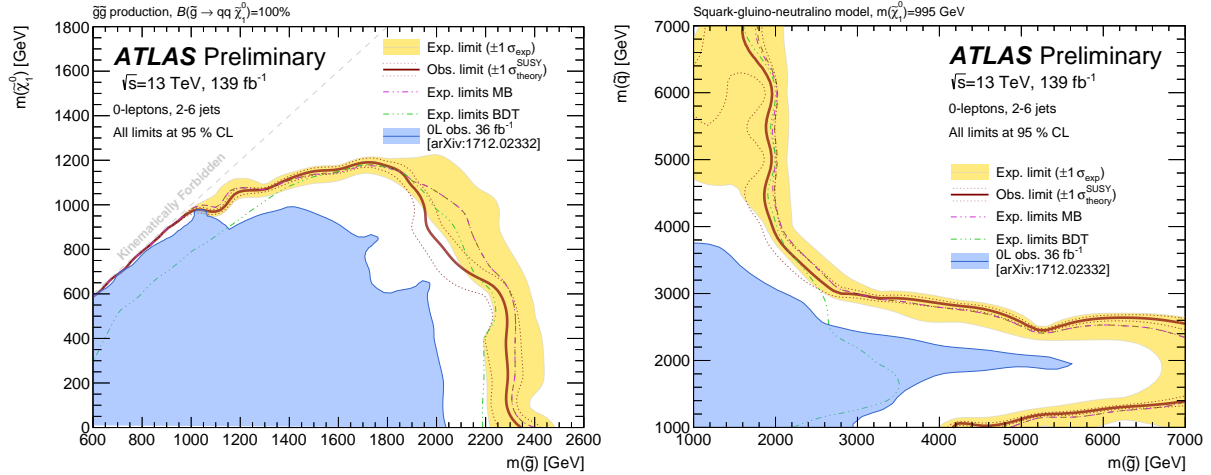 g̃g̃ production, B(g̃ → qq χ̃₁⁰)=100%
m(χ̃₁⁰) [GeV]
1800
1600
1400
1200
1000
800
600
400
200
0
ATLAS Preliminary
√s=13 TeV, 139 fb⁻¹
0-leptons, 2-6 jets
All limits at 95 % CL
Exp. limit (±1 σexp)
Obs. limit (±1 σ^SUSY_theory)
Exp. limits MB
Exp. limits BDT
0L obs. 36 fb⁻¹
[arXiv:1712.02332]
Kinematically Forbidden
600 800 1000 1200 1400 1600 1800 2000 2200 2400 2600
m(g̃) [GeV]
Squark-gluino-neutralino model, m(χ̃₁⁰)=995 GeV
m(q̃) [GeV]
7000
6000
5000
4000
3000
2000
1000
ATLAS Preliminary
√s=13 TeV, 139 fb⁻¹
0-leptons, 2-6 jets
All limits at 95 % CL
Exp. limit (±1 σexp)
Obs. limit (±1 σ^SUSY_theory)
Exp. limits MB
Exp. limits BDT
0L obs. 36 fb⁻¹
[arXiv:1712.02332]
1000 2000 3000 4000 5000 6000 7000
m(g̃) [GeV]